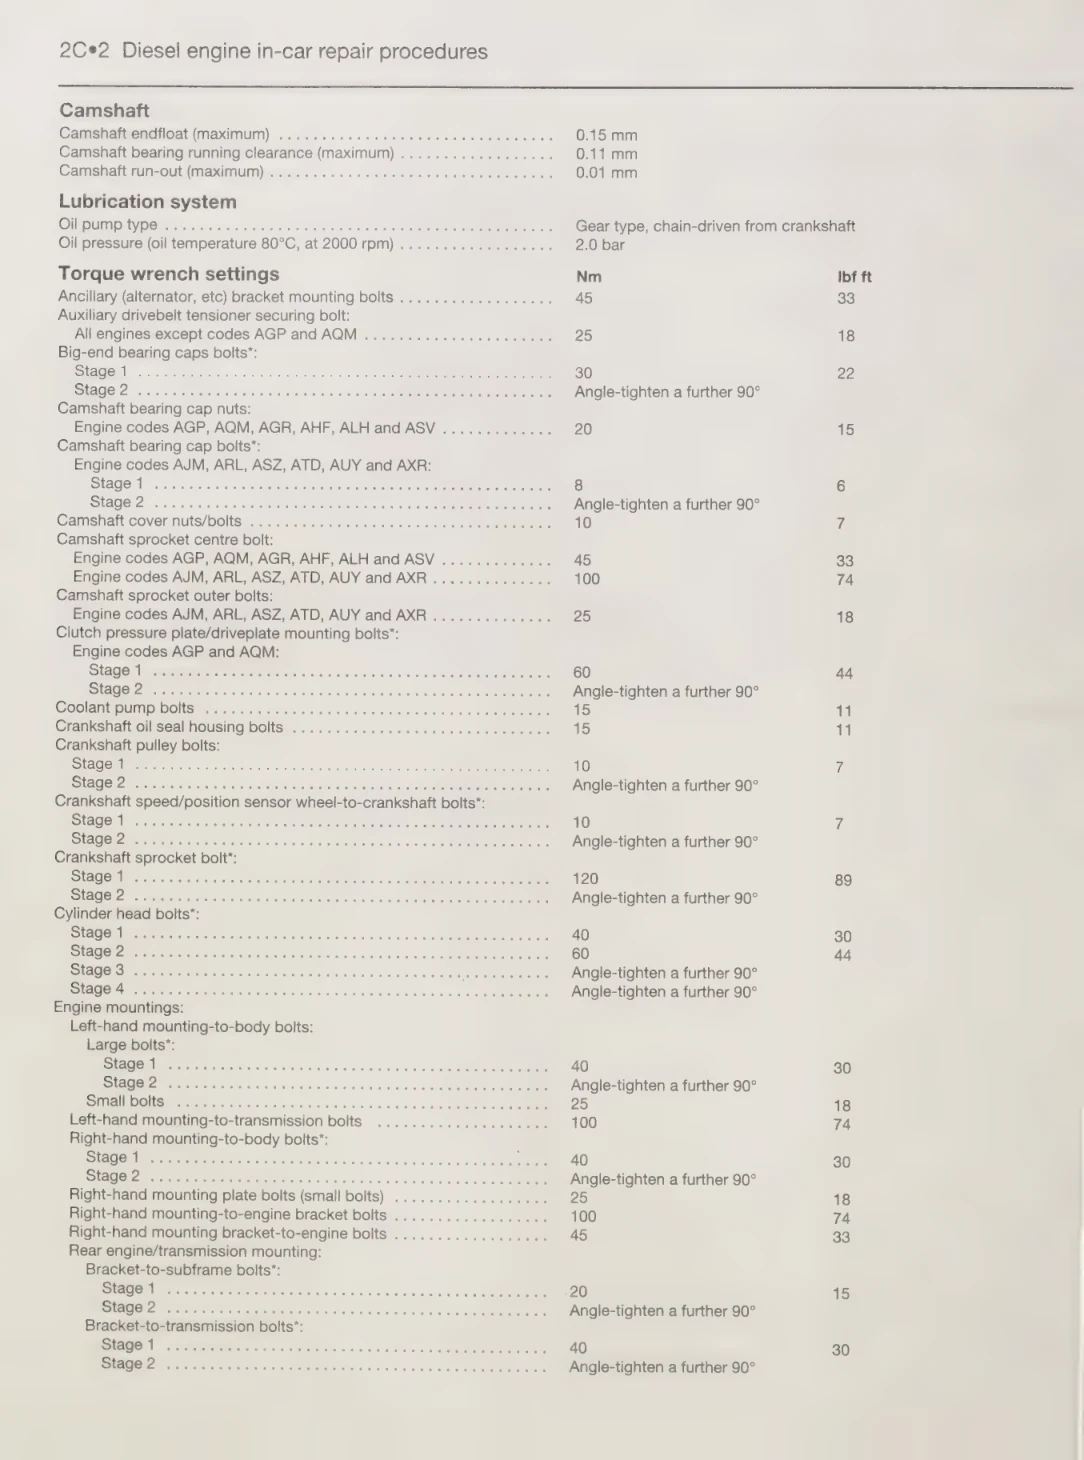 2C•2 Diesel engine in-car repair procedures
Camshaft
Camshaft endfloat (maximum) . . . . . . . . . . 0.15 mm
Camshaft bearing running clearance (maximum) . . . . . . . . . . 0.11 mm
Camshaft run-out (maximum) . . . . . . . . . . 0.01 mm
Lubrication system
Oil pump type . . . . . . . . . . Gear type, chain-driven from crankshaft
Oil pressure (oil temperature 80°C, at 2000 rpm) . . . . . . . . . . 2.0 bar
Torque wrench settings Nm lbf ft
Ancillary (alternator, etc) bracket mounting bolts . . . . . . . . . . 45 33
Auxiliary drivebelt tensioner securing bolt:
All engines except codes AGP and AQM . . . . . . . . . . 25 18
Big-end bearing caps bolts*:
Stage 1 . . . . . . . . . . 30 22
Stage 2 . . . . . . . . . . Angle-tighten a further 90°
Camshaft bearing cap nuts:
Engine codes AGP, AQM, AGR, AHF, ALH and ASV . . . . . . . . . . 20 15
Camshaft bearing cap bolts*:
Engine codes AJM, ARL, ASZ, ATD, AUY and AXR:
Stage 1 . . . . . . . . . . 8 6
Stage 2 . . . . . . . . . . Angle-tighten a further 90°
Camshaft cover nuts/bolts . . . . . . . . . . 10 7
Camshaft sprocket centre bolt:
Engine codes AGP, AQM, AGR, AHF, ALH and ASV . . . . . . . . . . 45 33
Engine codes AJM, ARL, ASZ, ATD, AUY and AXR . . . . . . . . . . 100 74
Camshaft sprocket outer bolts:
Engine codes AJM, ARL, ASZ, ATD, AUY and AXR . . . . . . . . . . 25 18
Clutch pressure plate/driveplate mounting bolts*:
Engine codes AGP and AQM:
Stage 1 . . . . . . . . . . 60 44
Stage 2 . . . . . . . . . . Angle-tighten a further 90°
Coolant pump bolts . . . . . . . . . . 15 11
Crankshaft oil seal housing bolts . . . . . . . . . . 15 11
Crankshaft pulley bolts:
Stage 1 . . . . . . . . . . 10 7
Stage 2 . . . . . . . . . . Angle-tighten a further 90°
Crankshaft speed/position sensor wheel-to-crankshaft bolts*:
Stage 1 . . . . . . . . . . 10 7
Stage 2 . . . . . . . . . . Angle-tighten a further 90°
Crankshaft sprocket bolt*:
Stage 1 . . . . . . . . . . 120 89
Stage 2 . . . . . . . . . . Angle-tighten a further 90°
Cylinder head bolts*:
Stage 1 . . . . . . . . . . 40 30
Stage 2 . . . . . . . . . . 60 44
Stage 3 . . . . . . . . . . Angle-tighten a further 90°
Stage 4 . . . . . . . . . . Angle-tighten a further 90°
Engine mountings:
Left-hand mounting-to-body bolts:
Large bolts*:
Stage 1 . . . . . . . . . . 40 30
Stage 2 . . . . . . . . . . Angle-tighten a further 90°
Small bolts . . . . . . . . . . 25 18
Left-hand mounting-to-transmission bolts . . . . . . . . . . 100 74
Right-hand mounting-to-body bolts*:
Stage 1 . . . . . . . . . . 40 30
Stage 2 . . . . . . . . . . Angle-tighten a further 90°
Right-hand mounting plate bolts (small bolts) . . . . . . . . . . 25 18
Right-hand mounting-to-engine bracket bolts . . . . . . . . . . 100 74
Right-hand mounting bracket-to-engine bolts . . . . . . . . . . 45 33
Rear engine/transmission mounting:
Bracket-to-subframe bolts*:
Stage 1 . . . . . . . . . . 20 15
Stage 2 . . . . . . . . . . Angle-tighten a further 90°
Bracket-to-transmission bolts*:
Stage 1 . . . . . . . . . . 40 30
Stage 2 . . . . . . . . . . Angle-tighten a further 90°